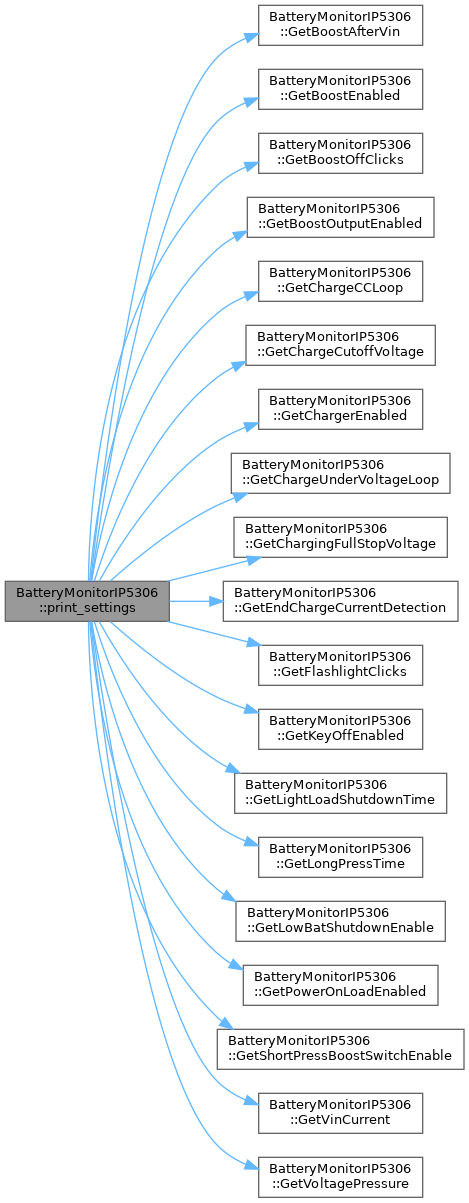 BatteryMonitorIP5306
::GetBoostAfterVin
BatteryMonitorIP5306
::GetBoostEnabled
BatteryMonitorIP5306
::GetBoostOffClicks
BatteryMonitorIP5306
::GetBoostOutputEnabled
BatteryMonitorIP5306
::GetChargeCCLoop
BatteryMonitorIP5306
::GetChargeCutoffVoltage
BatteryMonitorIP5306
::GetChargerEnabled
BatteryMonitorIP5306
::GetChargeUnderVoltageLoop
BatteryMonitorIP5306
::GetChargingFullStopVoltage
BatteryMonitorIP5306
::print_settings
BatteryMonitorIP5306
::GetEndChargeCurrentDetection
BatteryMonitorIP5306
::GetFlashlightClicks
BatteryMonitorIP5306
::GetKeyOffEnabled
BatteryMonitorIP5306
::GetLightLoadShutdownTime
BatteryMonitorIP5306
::GetLongPressTime
BatteryMonitorIP5306
::GetLowBatShutdownEnable
BatteryMonitorIP5306
::GetPowerOnLoadEnabled
BatteryMonitorIP5306
::GetShortPressBoostSwitchEnable
BatteryMonitorIP5306
::GetVinCurrent
BatteryMonitorIP5306
::GetVoltagePressure